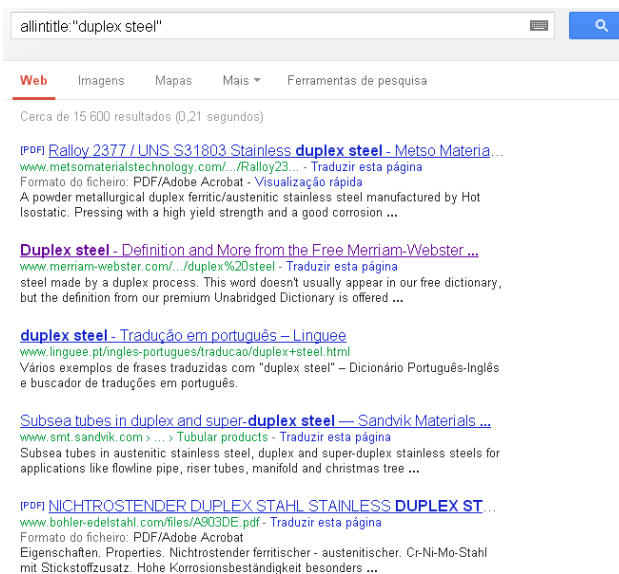 allintitle:"duplex steel"
Web Imagens Mapas Mais Ferramentas de pesquisa
Cerca de 15 600 resultados (0,21 segundos)
[PDF] Ralloy 2377 / UNS S31803 Stainless duplex steel - Metso Materia...
www.metsomaterialstechnology.com/.../Ralloy23... - Traduzir esta página
Formato do ficheiro: PDF/Adobe Acrobat - Visualização rápida
A powder metallurgical duplex ferritic/austenitic stainless steel manufactured by Hot
Isostatic. Pressing with a high yield strength and a good corrosion ...
Duplex steel - Definition and More from the Free Merriam-Webster ...
www.merriam-webster.com/.../duplex%20steel - Traduzir esta página
steel made by a duplex process. This word doesn't usually appear in our free dictionary,
but the definition from our premium Unabridged Dictionary is offered ...
duplex steel - Tradução em português – Linguee
www.linguee.pt/ingles-portugues/traducao/duplex+steel.html
Vários exemplos de frases traduzidas com "duplex steel" – Dicionário Português-Inglês
e buscador de traduções em português.
Subsea tubes in duplex and super-duplex steel — Sandvik Materials ...
www.smt.sandvik.com › ... › Tubular products - Traduzir esta página
Subsea tubes in austenitic stainless steel, duplex and super-duplex stainless steels for
applications like flowline pipe, riser tubes, manifold and christmas tree ...
[PDF] NICHTROSTENDER DUPLEX STAHL STAINLESS DUPLEX ST...
www.bohler-edelstahl.com/files/A903DE.pdf - Traduzir esta página
Formato do ficheiro: PDF/Adobe Acrobat
Eigenschaften. Properties. Nichtrostender ferritischer - austenitischer. Cr-Ni-Mo-Stahl
mit Stickstoffzusatz. Hohe Korrosionsbeständigkeit besonders ...